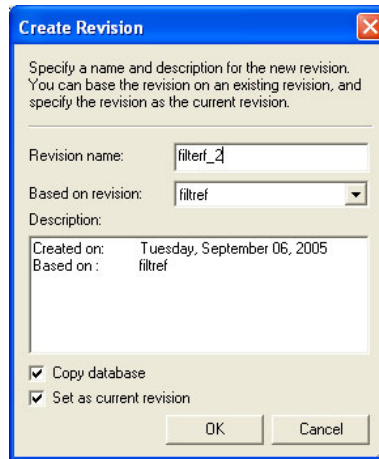 Create Revision
Specify a name and description for the new revision.
You can base the revision on an existing revision, and
specify the revision as the current revision.
Revision name: filterf_2
Based on revision: filtref
Description:
Created on: Tuesday, September 06, 2005
Based on : filtref
Copy database
Set as current revision
OK Cancel